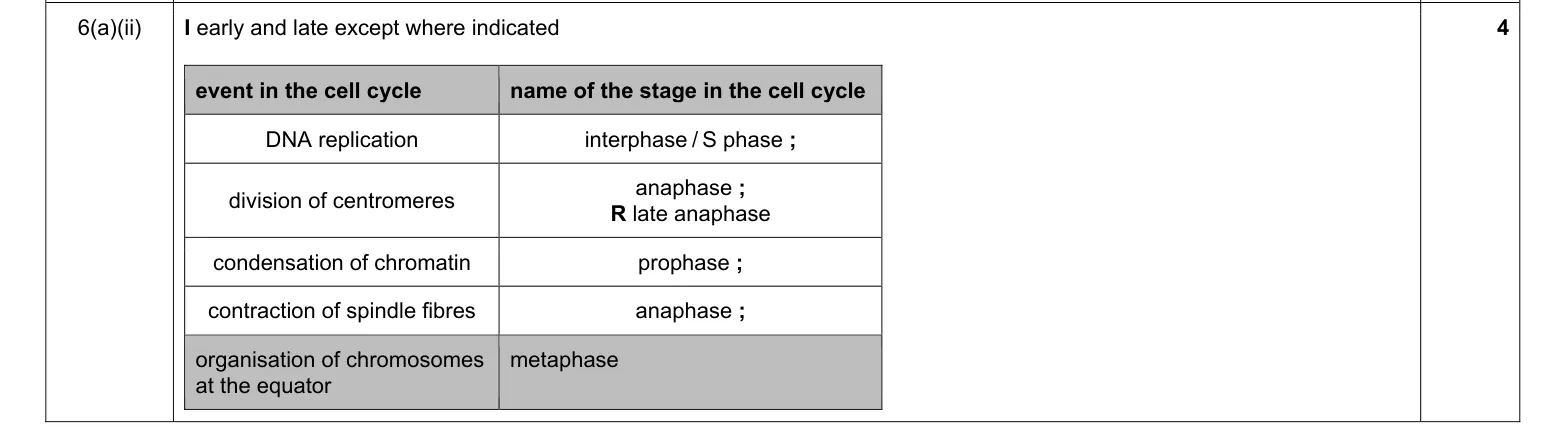 6(a)(ii) I early and late except where indicated 4
event in the cell cycle name of the stage in the cell cycle
DNA replication interphase / S phase ;
division of centromeres anaphase ;
R late anaphase
condensation of chromatin prophase ;
contraction of spindle fibres anaphase ;
organisation of chromosomes metaphase
at the equator